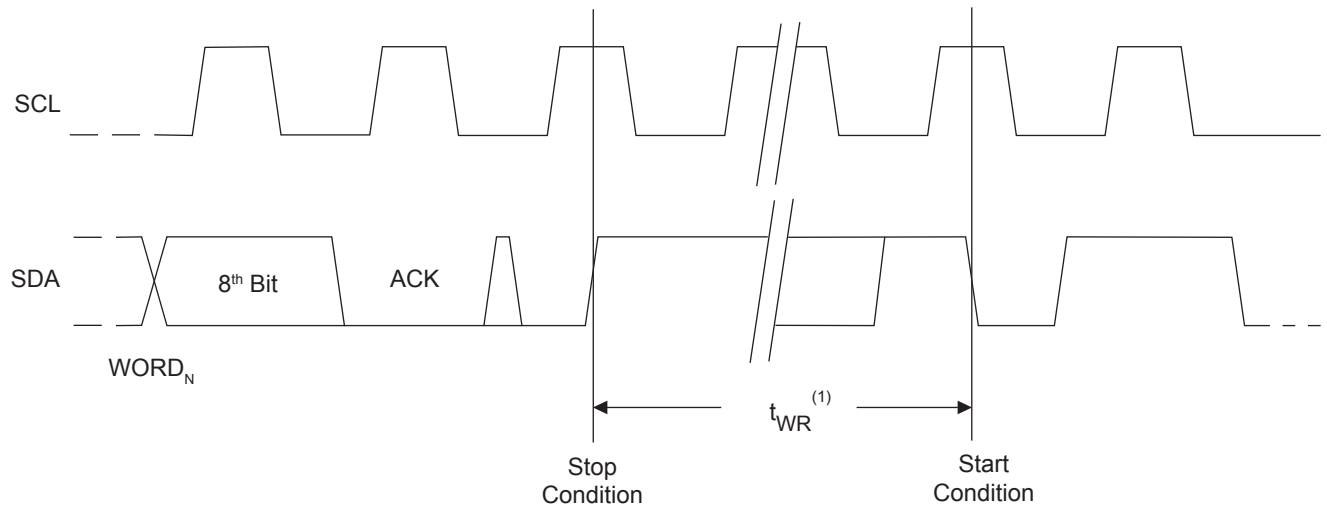 SCL
SDA
8th Bit
ACK
WORDN
tWR(1)
Stop
Condition
Start
Condition